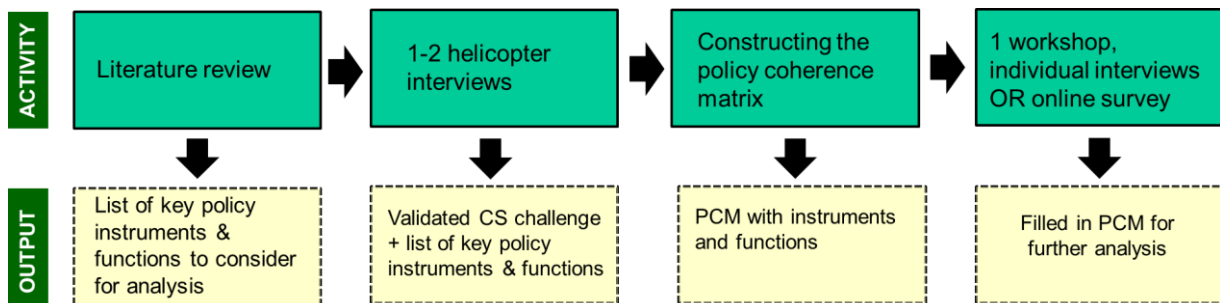 ACTIVITY
Literature review
1-2 helicopter
interviews
Constructing the
policy coherence
matrix
1 workshop,
individual interviews
OR online survey
OUTPUT
List of key policy
instruments &
functions to consider
for analysis
Validated CS challenge
+ list of key policy
instruments & functions
PCM with instruments
and functions
Filled in PCM for
further analysis